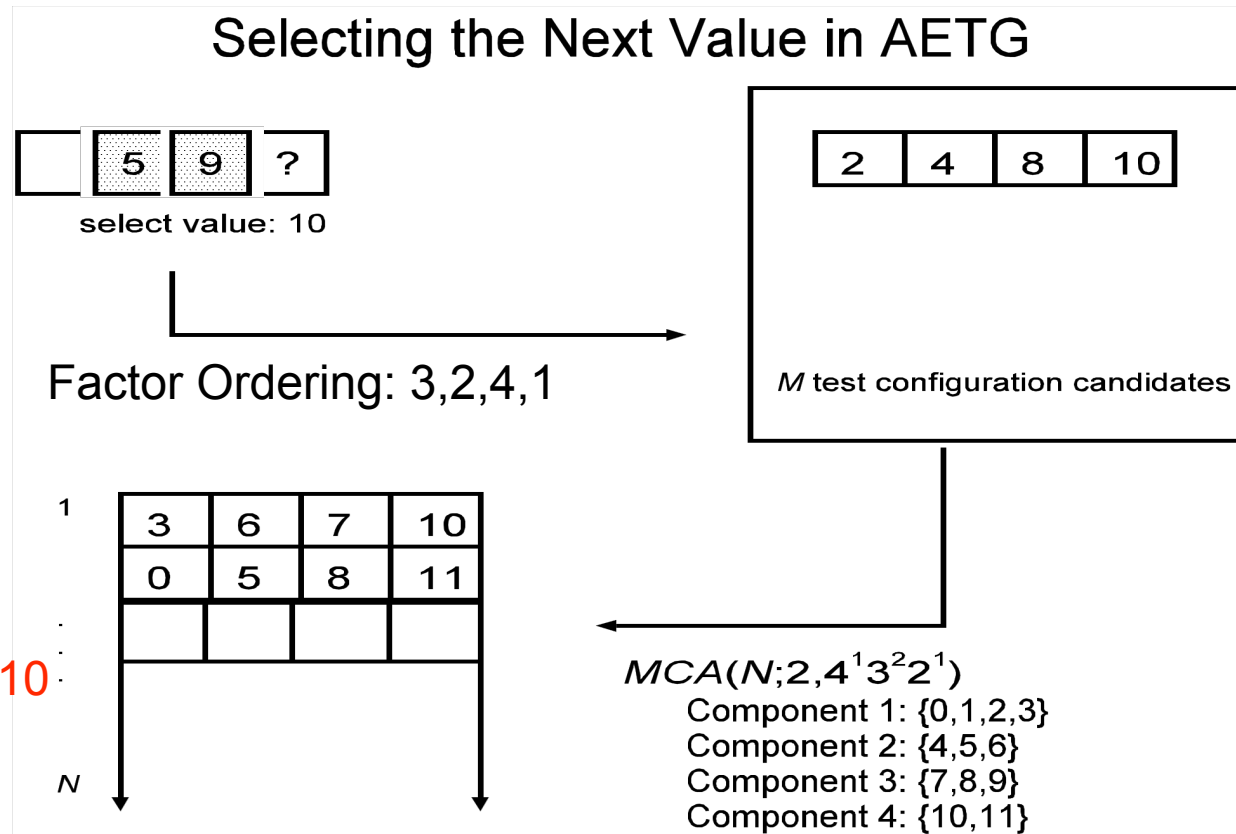 Selecting the Next Value in AETG
5 9 ?
select value: 10
2 4 8 10
M test configuration candidates
Factor Ordering: 3,2,4,1
1 3 6 7 10
0 5 8 11
.
.
10 .
N
MCA(N;2,4¹3²2¹)
Component 1: {0,1,2,3}
Component 2: {4,5,6}
Component 3: {7,8,9}
Component 4: {10,11}